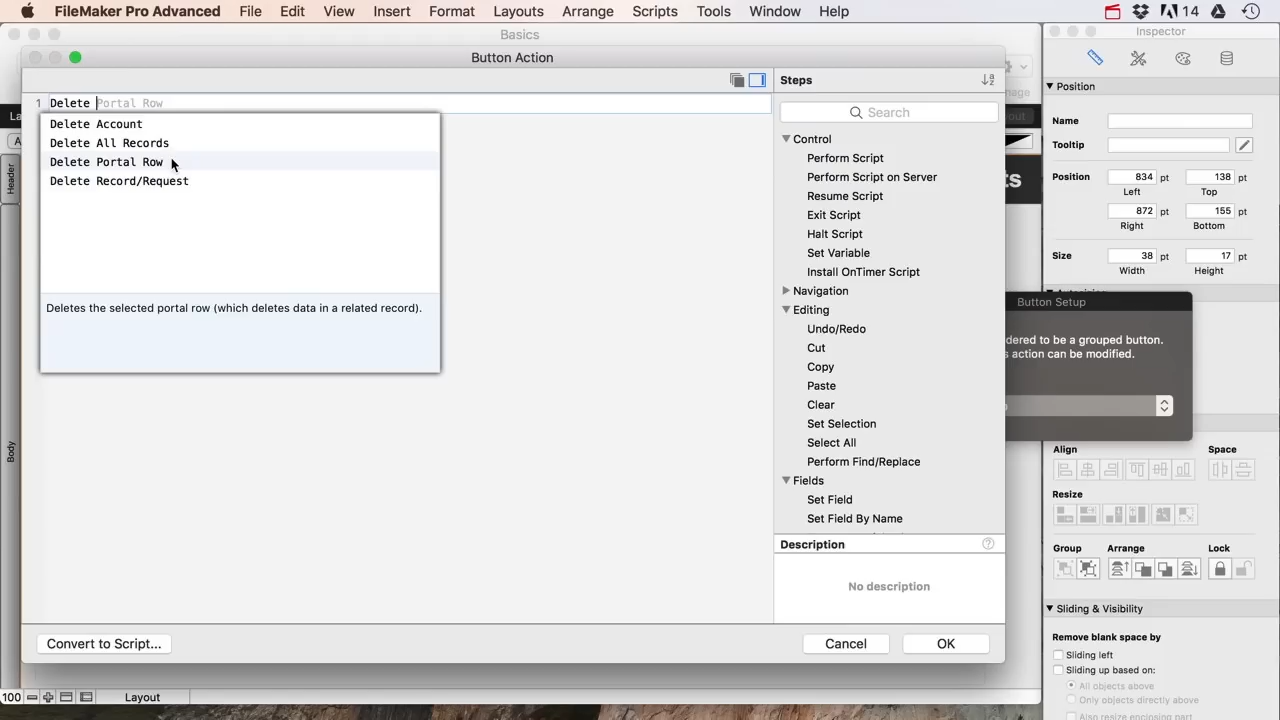 FileMaker Pro Advanced File Edit View Insert Format Layouts Arrange Scripts Tools Window Help 14
Basics
Inspector
Button Action
Steps
Search
1 Delete Portal Row
Delete Account
Delete All Records
Delete Portal Row
Delete Record/Request
Deletes the selected portal row (which deletes data in a related record).
Control
Perform Script
Perform Script on Server
Resume Script
Exit Script
Halt Script
Set Variable
Install OnTimer Script
Navigation
Editing
Undo/Redo
Cut
Copy
Paste
Clear
Set Selection
Select All
Perform Find/Replace
Fields
Set Field
Set Field By Name
Description
No description
Convert to Script...
Cancel
OK
Header
Body
100
Layout
Position
Name
Tooltip
Position 834 pt 138 pt
Left Top
872 pt 155 pt
Right Bottom
Size 38 pt 17 pt
Width Height
Button Setup
dered to be a grouped button.
s action can be modified.
Align Space
Resize
Group Arrange Lock
Sliding & Visibility
Remove blank space by
Sliding left
Sliding up based on:
All objects above
Only objects directly above
Also resize enclosing part